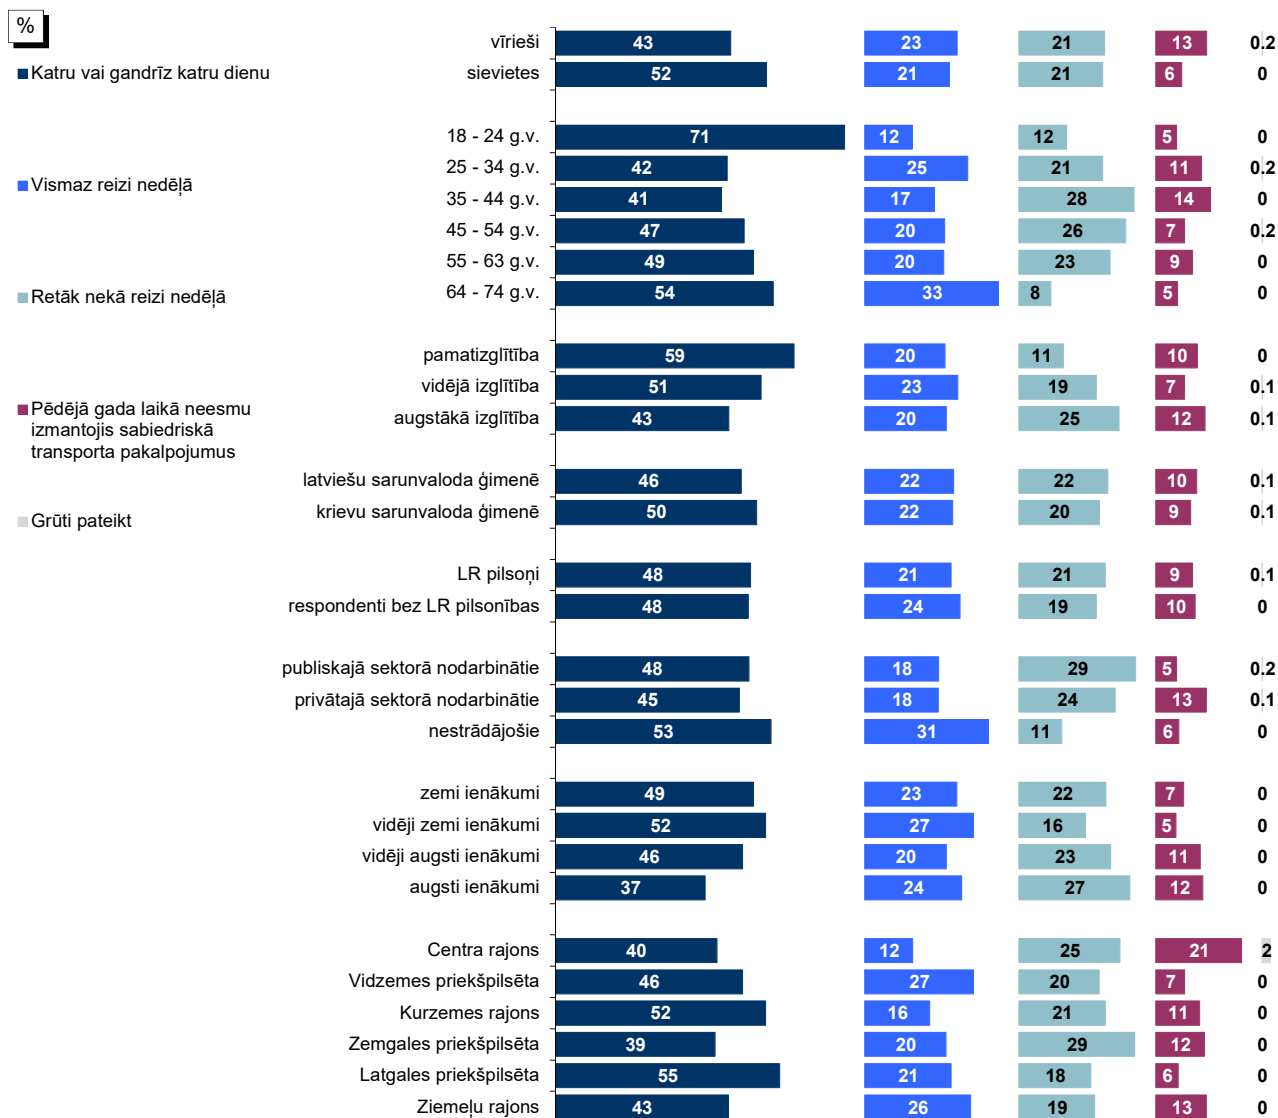 %
Katru vai gandrīz katru dienu
Vismaz reizi nedēļā
Retāk nekā reizi nedēļā
Pēdējā gada laikā neesmu
izmantojis sabiedriskā
transporta pakalpojumus
Grūti pateikt
vīrieši 43 23 21 13 0.2
sievietes 52 21 21 6 0
18 - 24 g.v. 71 12 12 5 0
25 - 34 g.v. 42 25 21 11 0.2
35 - 44 g.v. 41 17 28 14 0
45 - 54 g.v. 47 20 26 7 0.2
55 - 63 g.v. 49 20 23 9 0
64 - 74 g.v. 54 33 8 5 0
pamatizglītība 59 20 11 10 0
vidējā izglītība 51 23 19 7 0.1
augstākā izglītība 43 20 25 12 0.1
latviešu sarunvaloda ģimenē 46 22 22 10 0.1
krievu sarunvaloda ģimenē 50 22 20 9 0.1
LR pilsoņi 48 21 21 9 0.1
respondenti bez LR pilsonības 48 24 19 10 0
publiskajā sektorā nodarbinātie 48 18 29 5 0.2
privātajā sektorā nodarbinātie 45 18 24 13 0.1
nestrādājošie 53 31 11 6 0
zemi ienākumi 49 23 22 7 0
vidēji zemi ienākumi 52 27 16 5 0
vidēji augsti ienākumi 46 20 23 11 0
augsti ienākumi 37 24 27 12 0
Centra rajons 40 12 25 21 2
Vidzemes priekšpilsēta 46 27 20 7 0
Kurzemes rajons 52 16 21 11 0
Zemgales priekšpilsēta 39 20 29 12 0
Latgales priekšpilsēta 55 21 18 6 0
Ziemeļu rajons 43 26 19 13 0